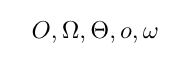 O, Ω, Θ, o, ω